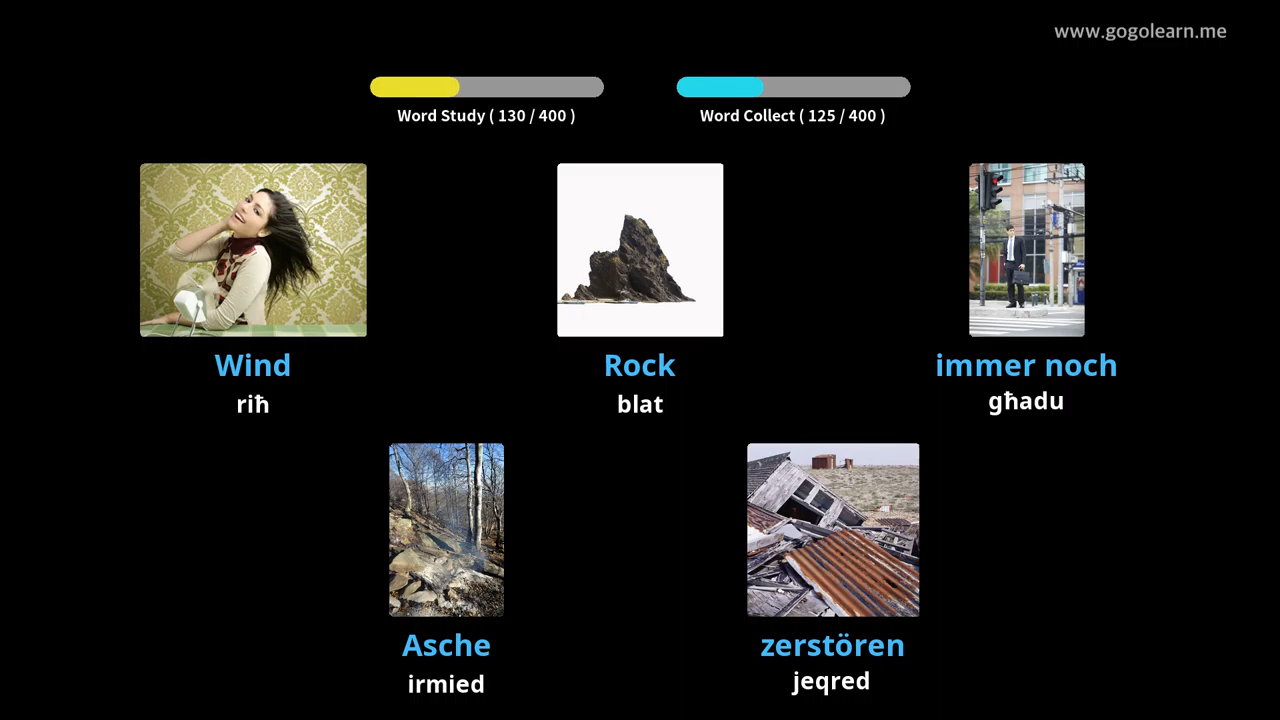 www.gogolearn.me
Word Study ( 130 / 400 )
Word Collect ( 125 / 400 )
Wind
riħ
Rock
blat
immer noch
għadu
Asche
irmied
zerstören
jeqred